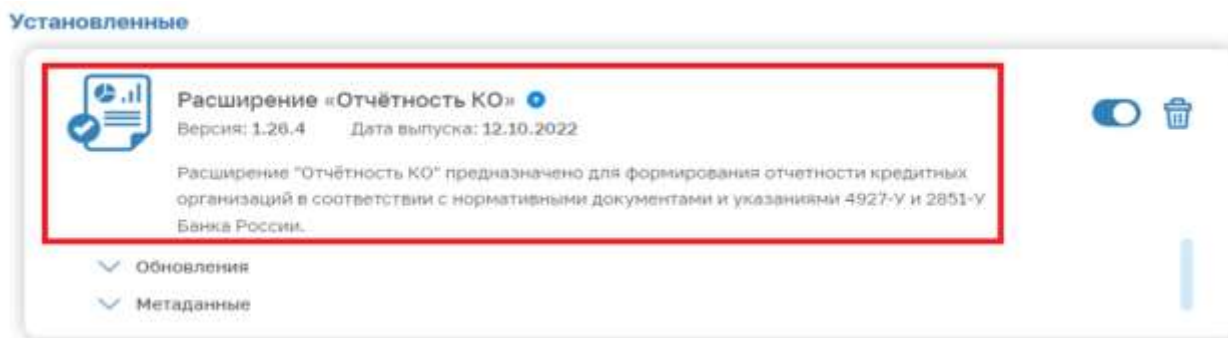 Установленные
Расширение «Отчётность КО»
Версия: 1.26.4 Дата выпуска: 12.10.2022
Расширение "Отчётность КО" предназначено для формирования отчетности кредитных
организаций в соответствии с нормативными документами и указаниями 4927-У и 2851-У
Банка России.
Обновления
Метаданные